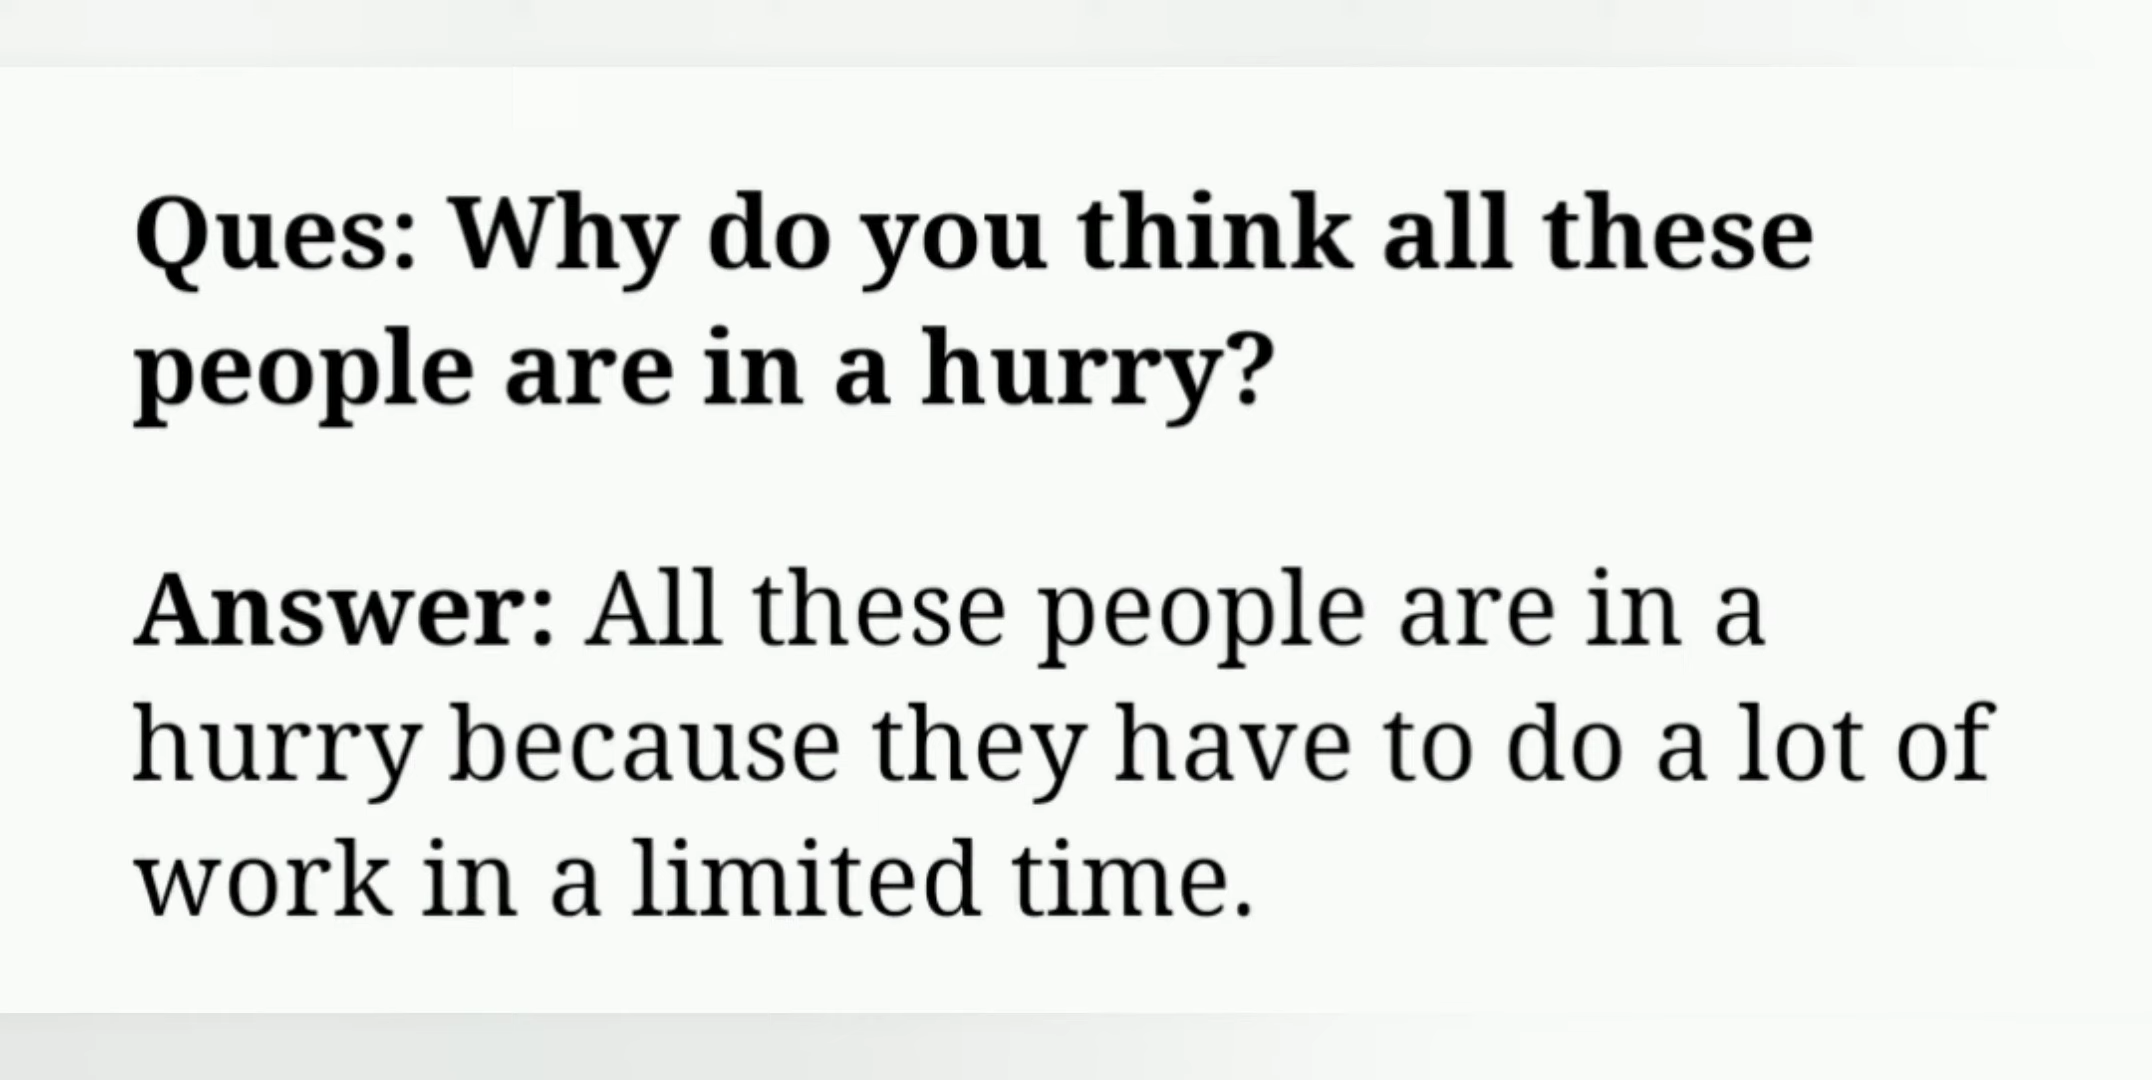 Ques: Why do you think all these
people are in a hurry?
Answer: All these people are in a
hurry because they have to do a lot of
work in a limited time.